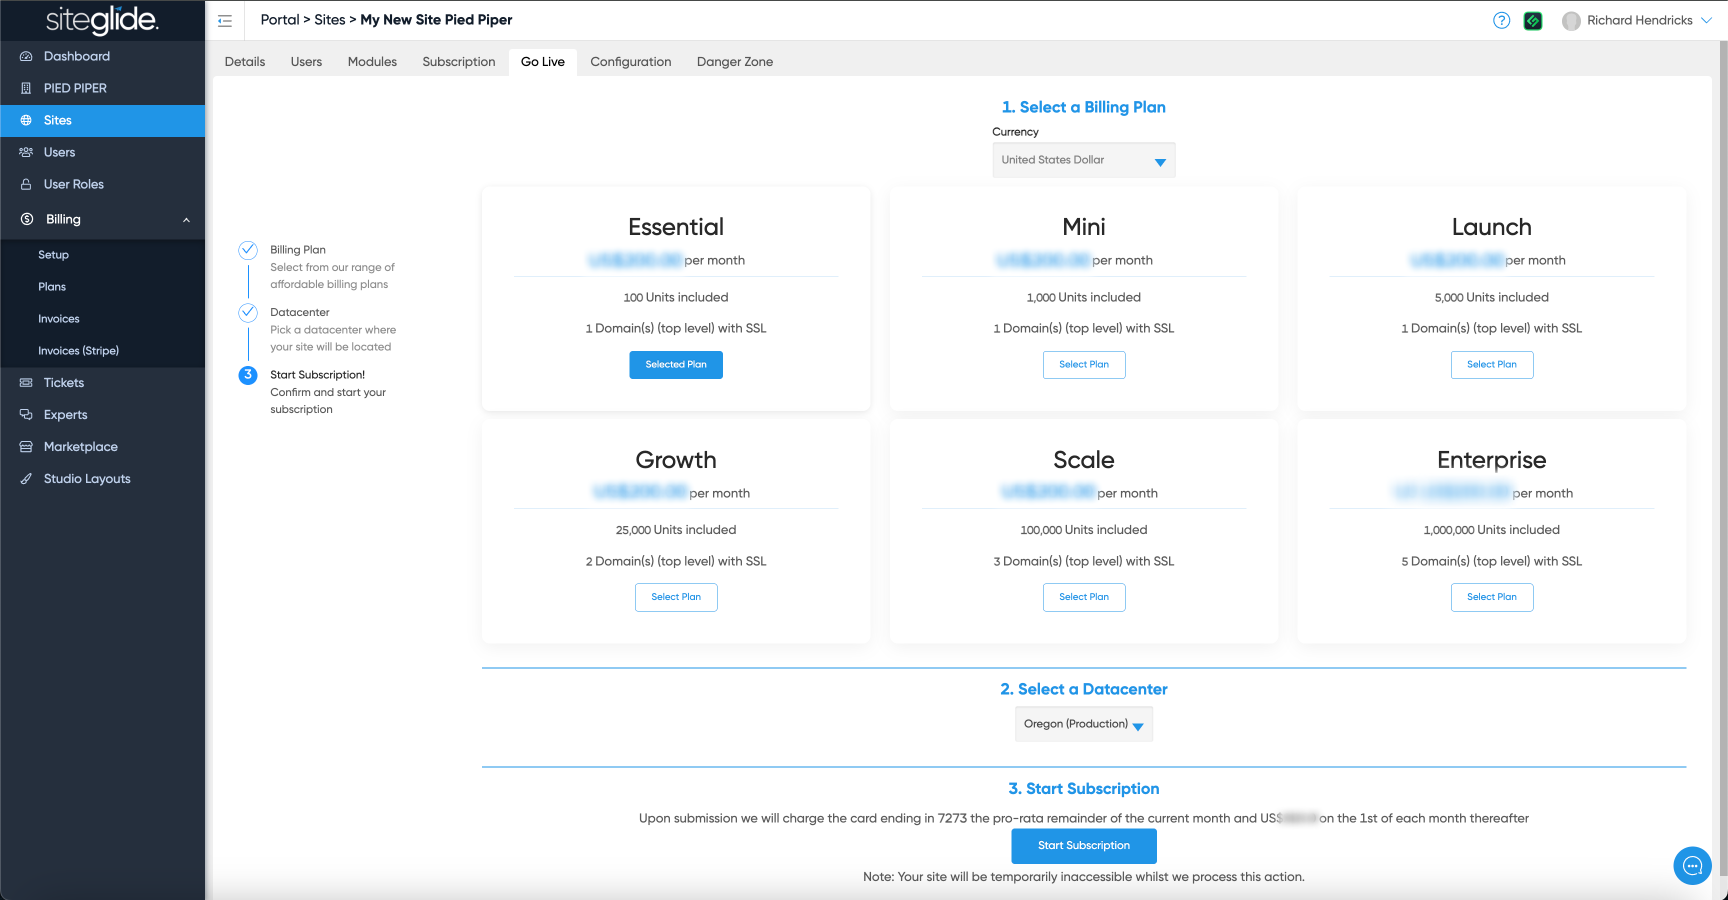 siteglide.
Portal > Sites > My New Site Pied Piper
Richard Hendricks
Dashboard
PIED PIPER
Sites
Users
User Roles
Billing
Setup
Plans
Invoices
Invoices (Stripe)
Tickets
Experts
Marketplace
Studio Layouts
Details
Users
Modules
Subscription
Go Live
Configuration
Danger Zone
Billing Plan
Select from our range of
affordable billing plans
Datacenter
Pick a datacenter where
your site will be located
3
Start Subscription!
Confirm and start your
subscription
1. Select a Billing Plan
Currency
United States Dollar
Essential
per month
100 Units included
1 Domain(s) (top level) with SSL
Selected Plan
Mini
per month
1,000 Units included
1 Domain(s) (top level) with SSL
Select Plan
Launch
per month
5,000 Units included
1 Domain(s) (top level) with SSL
Select Plan
Growth
per month
25,000 Units included
2 Domain(s) (top level) with SSL
Select Plan
Scale
per month
100,000 Units included
3 Domain(s) (top level) with SSL
Select Plan
Enterprise
per month
1,000,000 Units included
5 Domain(s) (top level) with SSL
Select Plan
2. Select a Datacenter
Oregon (Production)
3. Start Subscription
Upon submission we will charge the card ending in 7273 the pro-rata remainder of the current month and US$ on the 1st of each month thereafter
Start Subscription
Note: Your site will be temporarily inaccessible whilst we process this action.